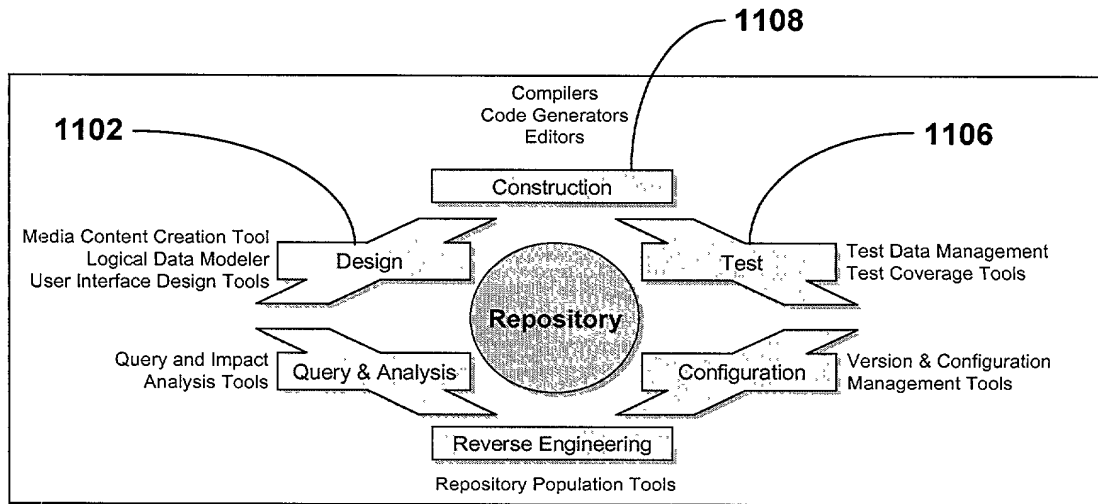 1108
Compilers
Code Generators
Editors
1102
1106
Construction
Media Content Creation Tool
Logical Data Modeler
User Interface Design Tools
Design
Test
Test Data Management
Test Coverage Tools
Repository
Query and Impact
Analysis Tools
Query & Analysis
Configuration
Version & Configuration
Management Tools
Reverse Engineering
Repository Population Tools